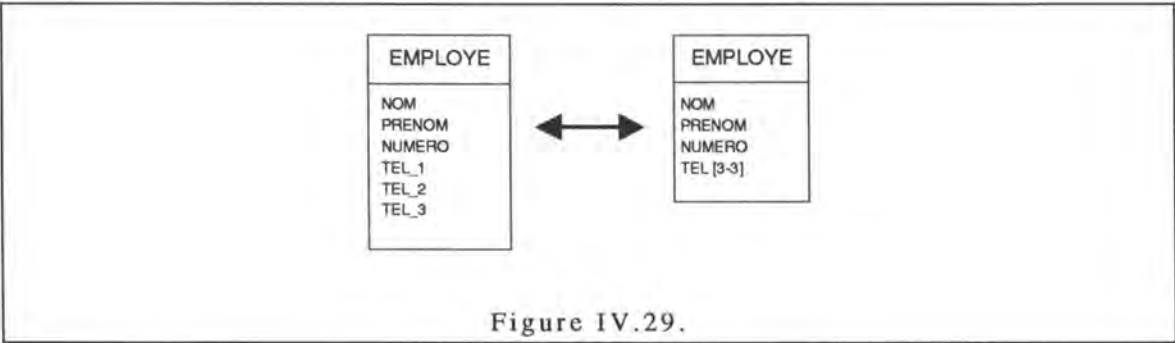 EMPLOYE
NOM
PRENOM
NUMERO
TEL_1
TEL_2
TEL_3
EMPLOYE
NOM
PRENOM
NUMERO
TEL [3-3]
Figure IV.29.